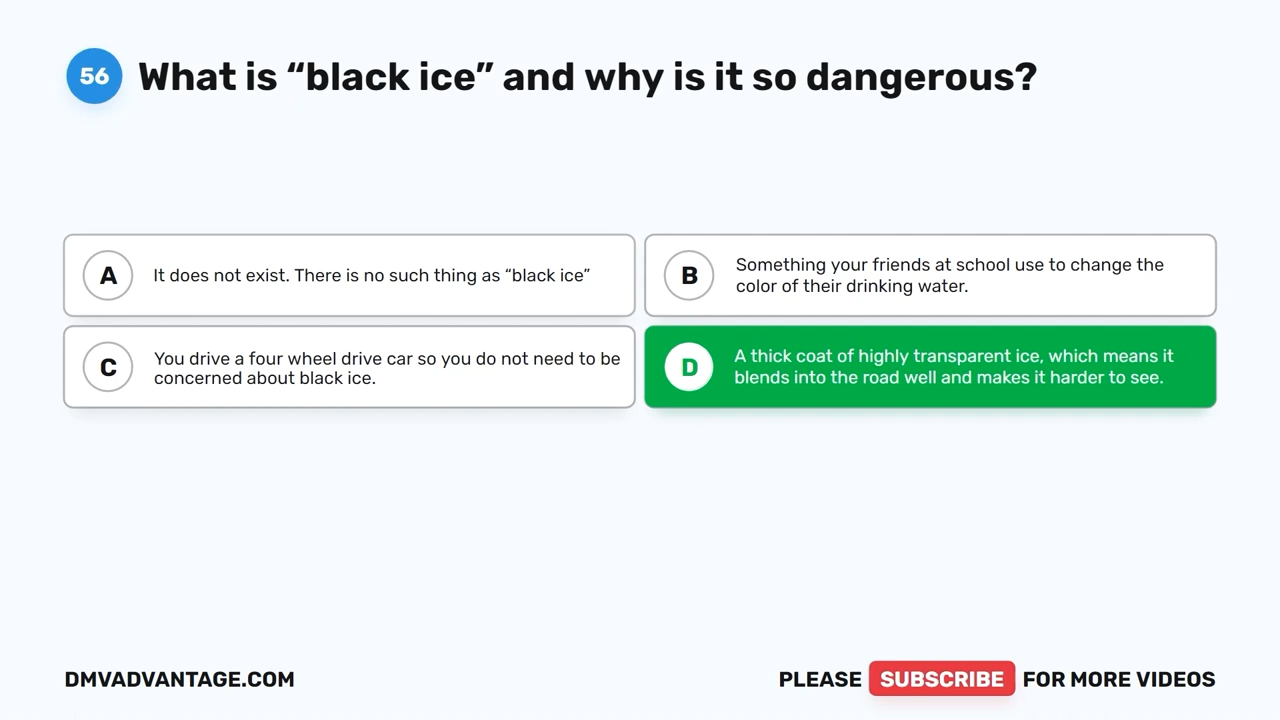 56 What is “black ice” and why is it so dangerous?
A It does not exist. There is no such thing as “black ice”
B Something your friends at school use to change the
color of their drinking water.
C You drive a four wheel drive car so you do not need to be
concerned about black ice.
D A thick coat of highly transparent ice, which means it
blends into the road well and makes it harder to see.
DMVADVANTAGE.COM
PLEASE SUBSCRIBE FOR MORE VIDEOS